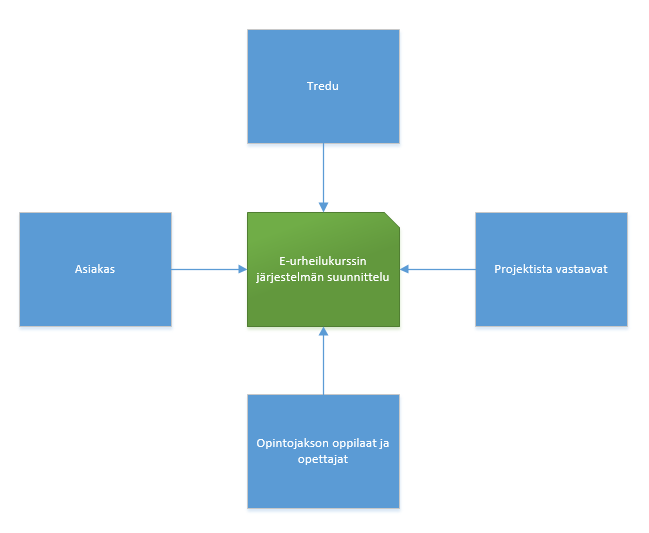 Tredu
Asiakas
E-urheilukurssin
järjestelmän suunnittelu
Projektista vastaavat
Opintojakson oppilaat ja
opettajat